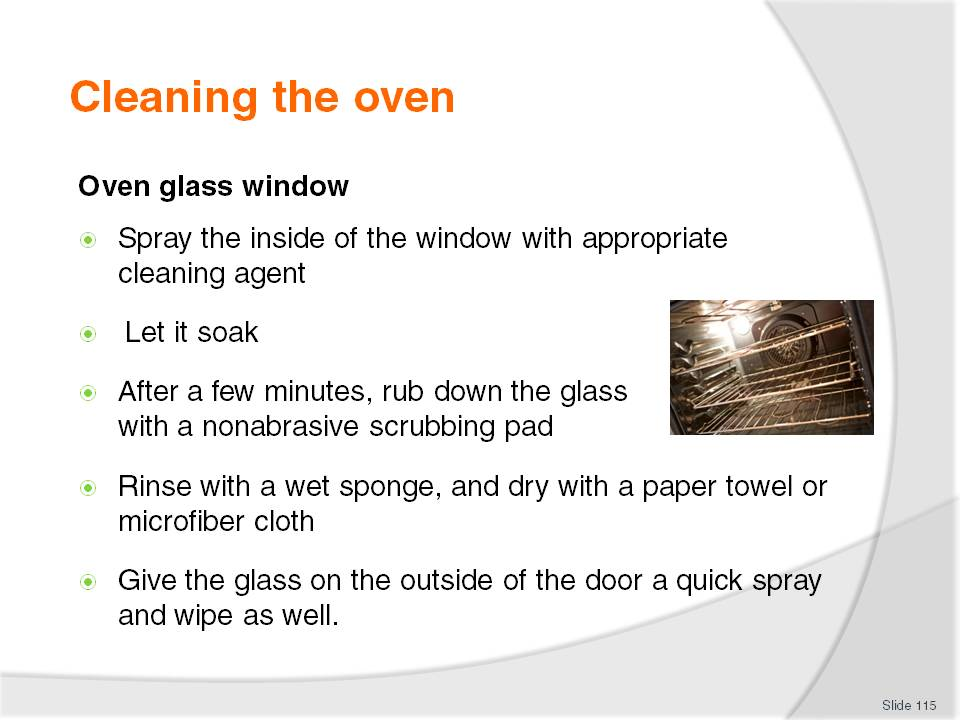 Cleaning the oven
Oven glass window
Spray the inside of the window with appropriate
cleaning agent
Let it soak
After a few minutes, rub down the glass
with a nonabrasive scrubbing pad
Rinse with a wet sponge, and dry with a paper towel or
microfiber cloth
Give the glass on the outside of the door a quick spray
and wipe as well.
Slide 115